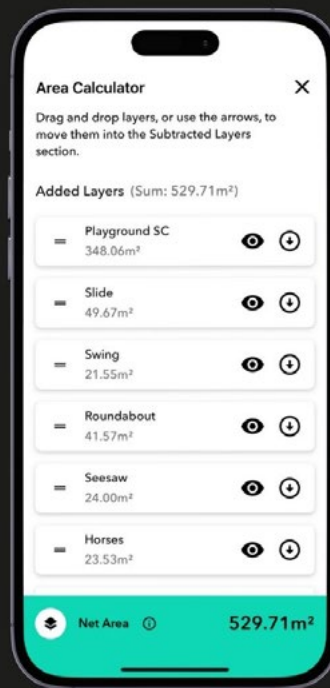 Area Calculator
Drag and drop layers, or use the arrows, to
move them into the Subtracted Layers
section.
Added Layers (Sum: 529.71m²)
Playground SC
348.06m²
Slide
49.67m²
Swing
21.55m²
Roundabout
41.57m²
Seesaw
24.00m²
Horses
23.53m²
Net Area
529.71m²